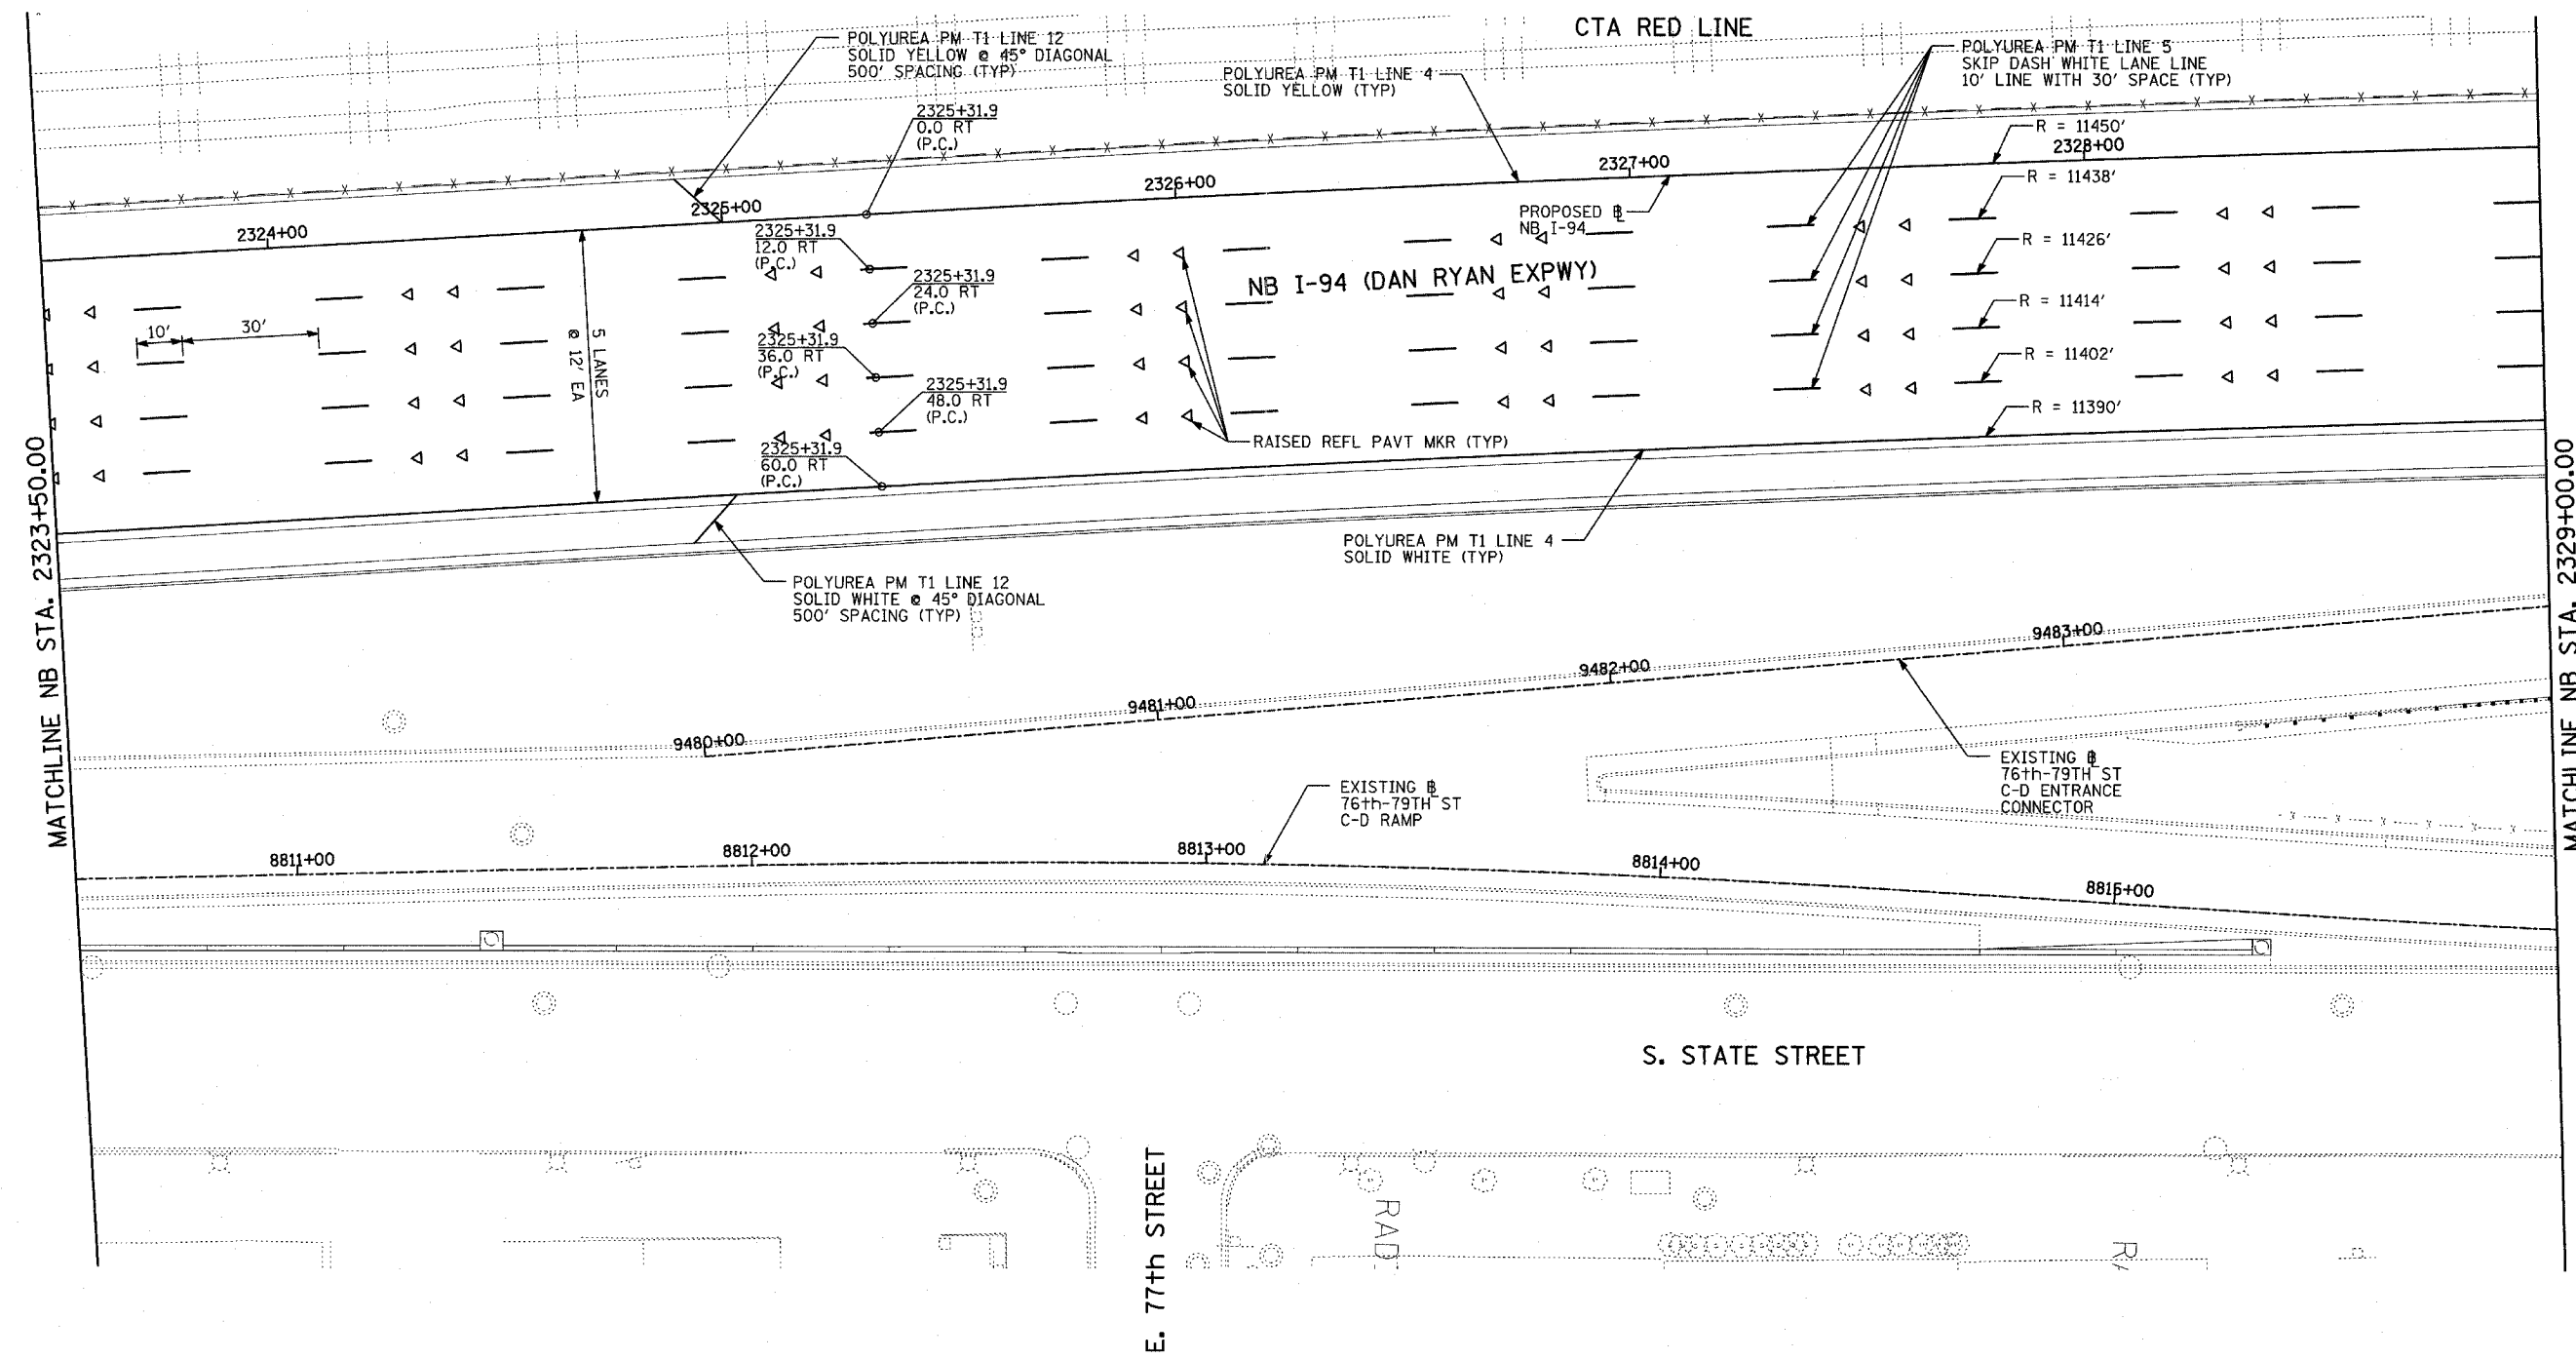 CTA RED LINE
POLYUREA PM T1 LINE 12
SOLID YELLOW @ 45° DIAGONAL
500' SPACING (TYP)
POLYUREA PM T1 LINE 4
SOLID YELLOW (TYP)
POLYUREA PM T1 LINE 5
SKIP DASH WHITE LANE LINE
10' LINE WITH 30' SPACE (TYP)
2325+31.9
0.0 RT
(P.C.)
R = 11450'
2328+00
2327+00
2326+00
2325+00
2324+00
R = 11438'
PROPOSED ℄
NB I-94
2325+31.9
12.0 RT
(P.C.)
R = 11426'
2325+31.9
24.0 RT
(P.C.)
NB I-94 (DAN RYAN EXPWY)
R = 11414'
10'
30'
5 LANES
@ 12' EA
2325+31.9
36.0 RT
(P.C.)
R = 11402'
2325+31.9
48.0 RT
(P.C.)
R = 11390'
RAISED REFL PAVT MKR (TYP)
2325+31.9
60.0 RT
(P.C.)
MATCHLINE NB STA. 2323+50.00
MATCHLINE NB STA. 2329+00.00
POLYUREA PM T1 LINE 4
SOLID WHITE (TYP)
POLYUREA PM T1 LINE 12
SOLID WHITE @ 45° DIAGONAL
500' SPACING (TYP)
9483+00
9482+00
9481+00
9480+00
EXISTING ℄
76th-79TH ST
C-D ENTRANCE
CONNECTOR
EXISTING ℄
76th-79TH ST
C-D RAMP
8811+00
8812+00
8813+00
8814+00
8815+00
S. STATE STREET
E. 77th STREET
RAD